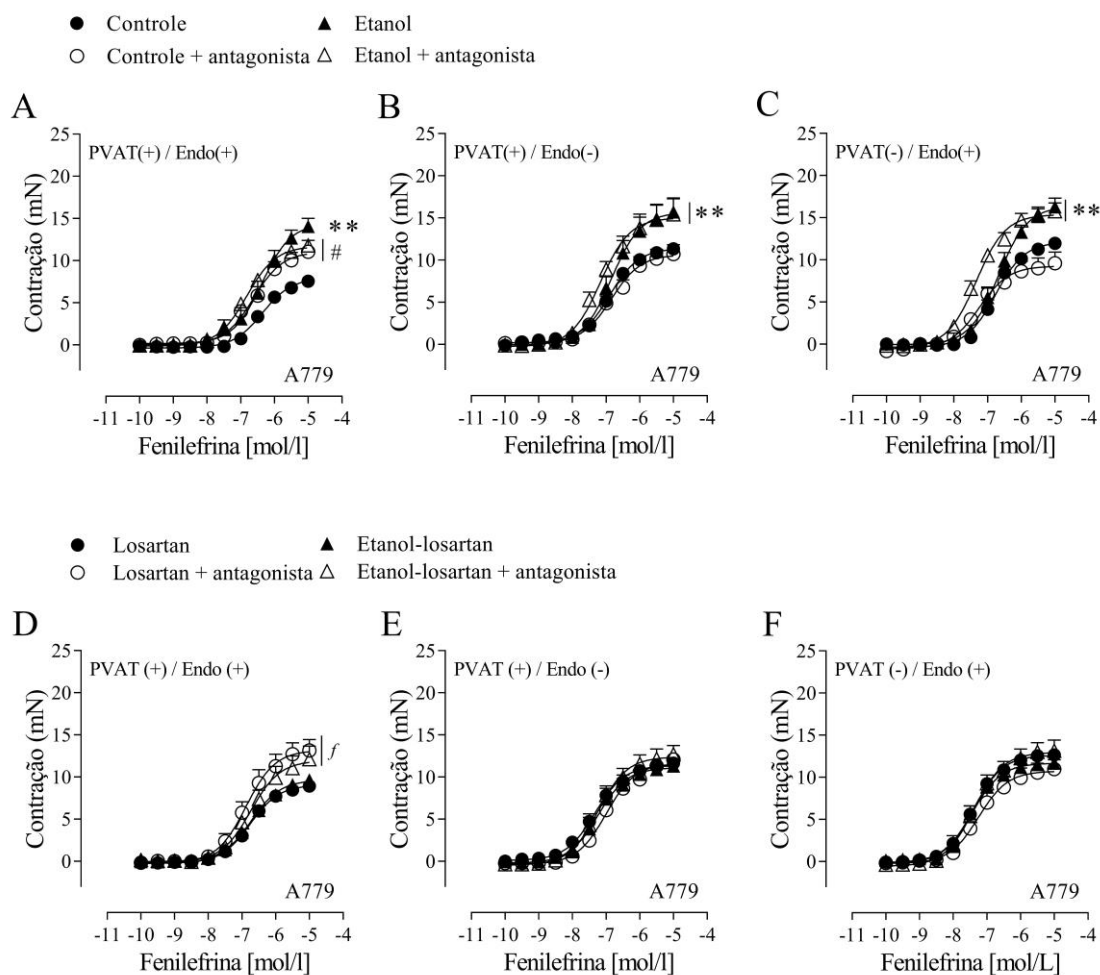 Controle Etanol
Controle + antagonista Etanol + antagonista
A B C
25 25 25
PVAT(+) / Endo(+) PVAT(+) / Endo(-) PVAT(-) / Endo(+)
20 20 20
15 15 15
** ** **
10 10 10
#
5 5 5
0 0 0
Contração (mN) Contração (mN) Contração (mN)
A779 A779 A779
-11 -10 -9 -8 -7 -6 -5 -4 -11 -10 -9 -8 -7 -6 -5 -4 -11 -10 -9 -8 -7 -6 -5 -4
Fenilefrina [mol/l] Fenilefrina [mol/l] Fenilefrina [mol/l]
Losartan Etanol-losartan
Losartan + antagonista Etanol-losartan + antagonista
D E F
25 25 25
PVAT (+) / Endo (+) PVAT (+) / Endo (-) PVAT (-) / Endo (+)
20 20 20
15 15 15
f
10 10 10
5 5 5
0 0 0
Contração (mN) Contração (mN) Contração (mN)
A779 A779 A779
-11 -10 -9 -8 -7 -6 -5 -4 -11 -10 -9 -8 -7 -6 -5 -4 -11 -10 -9 -8 -7 -6 -5 -4
Fenilefrina [mol/l] Fenilefrina [mol/l] Fenilefrina [mol/L]